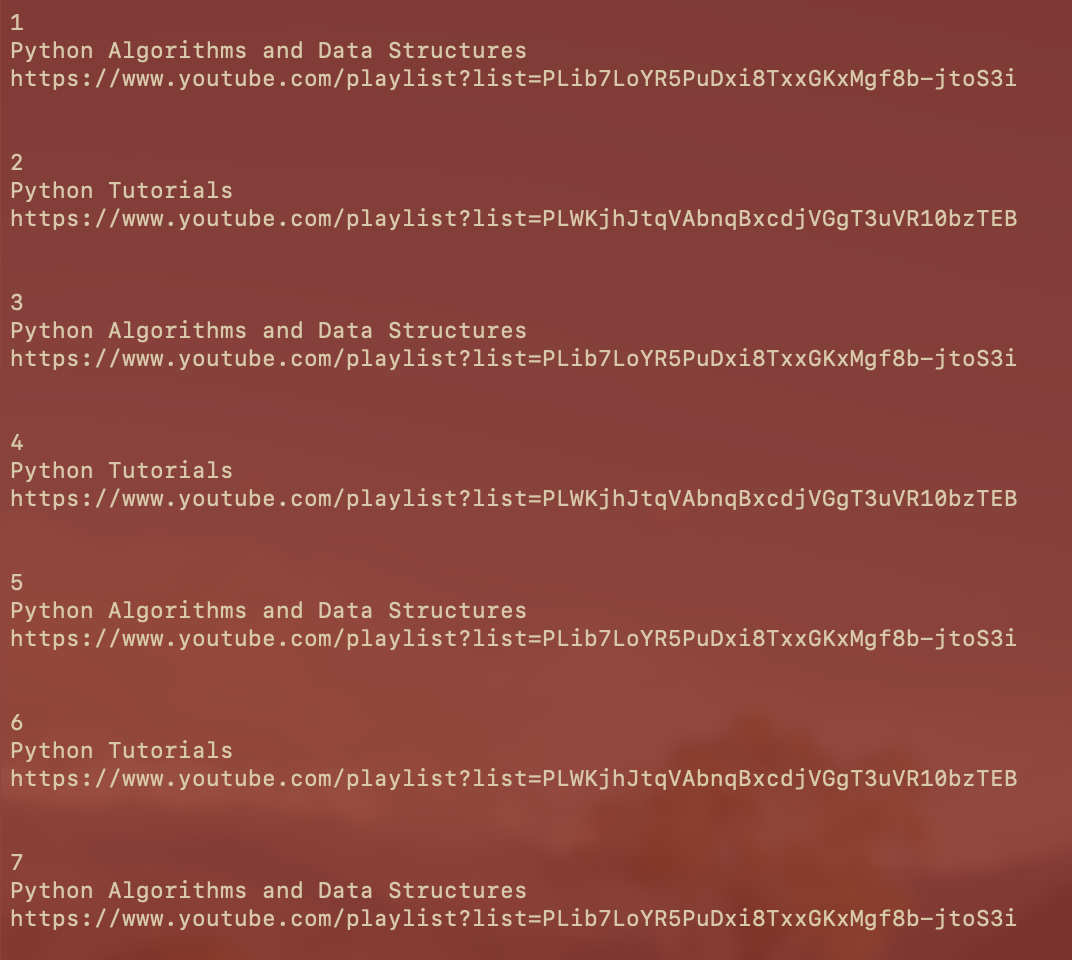 1
Python Algorithms and Data Structures
https://www.youtube.com/playlist?list=PLib7LoYR5PuDxi8TxxGKxMgf8b-jtoS3i
2
Python Tutorials
https://www.youtube.com/playlist?list=PLWKjhJtqVAbnqBxcdjVGgT3uVR10bzTEB
3
Python Algorithms and Data Structures
https://www.youtube.com/playlist?list=PLib7LoYR5PuDxi8TxxGKxMgf8b-jtoS3i
4
Python Tutorials
https://www.youtube.com/playlist?list=PLWKjhJtqVAbnqBxcdjVGgT3uVR10bzTEB
5
Python Algorithms and Data Structures
https://www.youtube.com/playlist?list=PLib7LoYR5PuDxi8TxxGKxMgf8b-jtoS3i
6
Python Tutorials
https://www.youtube.com/playlist?list=PLWKjhJtqVAbnqBxcdjVGgT3uVR10bzTEB
7
Python Algorithms and Data Structures
https://www.youtube.com/playlist?list=PLib7LoYR5PuDxi8TxxGKxMgf8b-jtoS3i